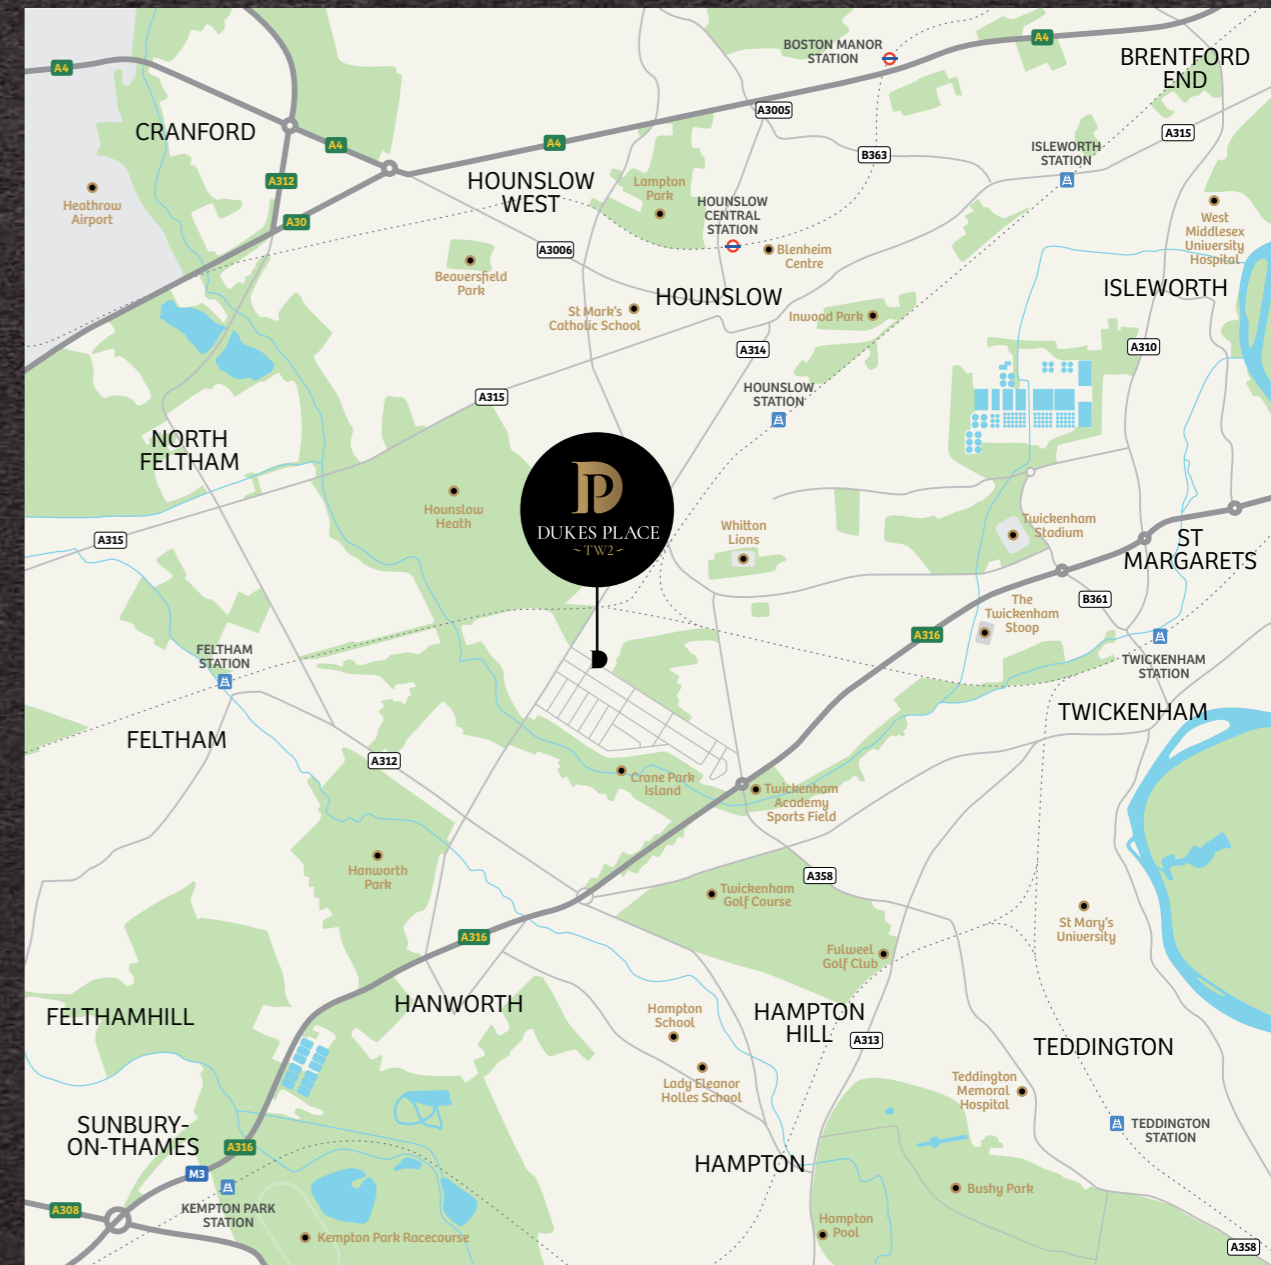 BOSTON MANOR
STATION
A4
BRENTFORD
END
A4
A3005
CRANFORD
A4
A4
A315
B363
ISLEWORTH
STATION
A312
HOUNSLOW
WEST
Lampton
Park
Heathrow
Airport
HOUNSLOW
CENTRAL
STATION
A30
West
Middlesex
University
Hospital
A3006
Blenheim
Centre
Beaversfield
Park
ISLEWORTH
HOUNSLOW
St Mark's
Catholic School
Inwood Park
A314
A310
HOUNSLOW
STATION
A315
NORTH
FELTHAM
Hounslow
Heath
DP
DUKES PLACE
~TW2~
Whitton
Lions
Twickenham
Stadium
A315
ST
MARGARETS
The
Twickenham
Stoop
B361
A316
FELTHAM
STATION
TWICKENHAM
STATION
TWICKENHAM
FELTHAM
A312
Crane Park
Island
Twickenham
Academy
Sports Field
Hanworth
Park
A358
Twickenham
Golf Course
St Mary's
University
A316
Fulweel
Golf Club
HANWORTH
FELTHAMHILL
Hampton
School
HAMPTON
HILL
A313
TEDDINGTON
Lady Eleanor
Holles School
Teddington
Memorial
Hospital
SUNBURY-
ON-THAMES
A316
TEDDINGTON
STATION
HAMPTON
M3
Bushy Park
A308
KEMPTON PARK
STATION
Hampton
Pool
Kempton Park Racecourse
A358